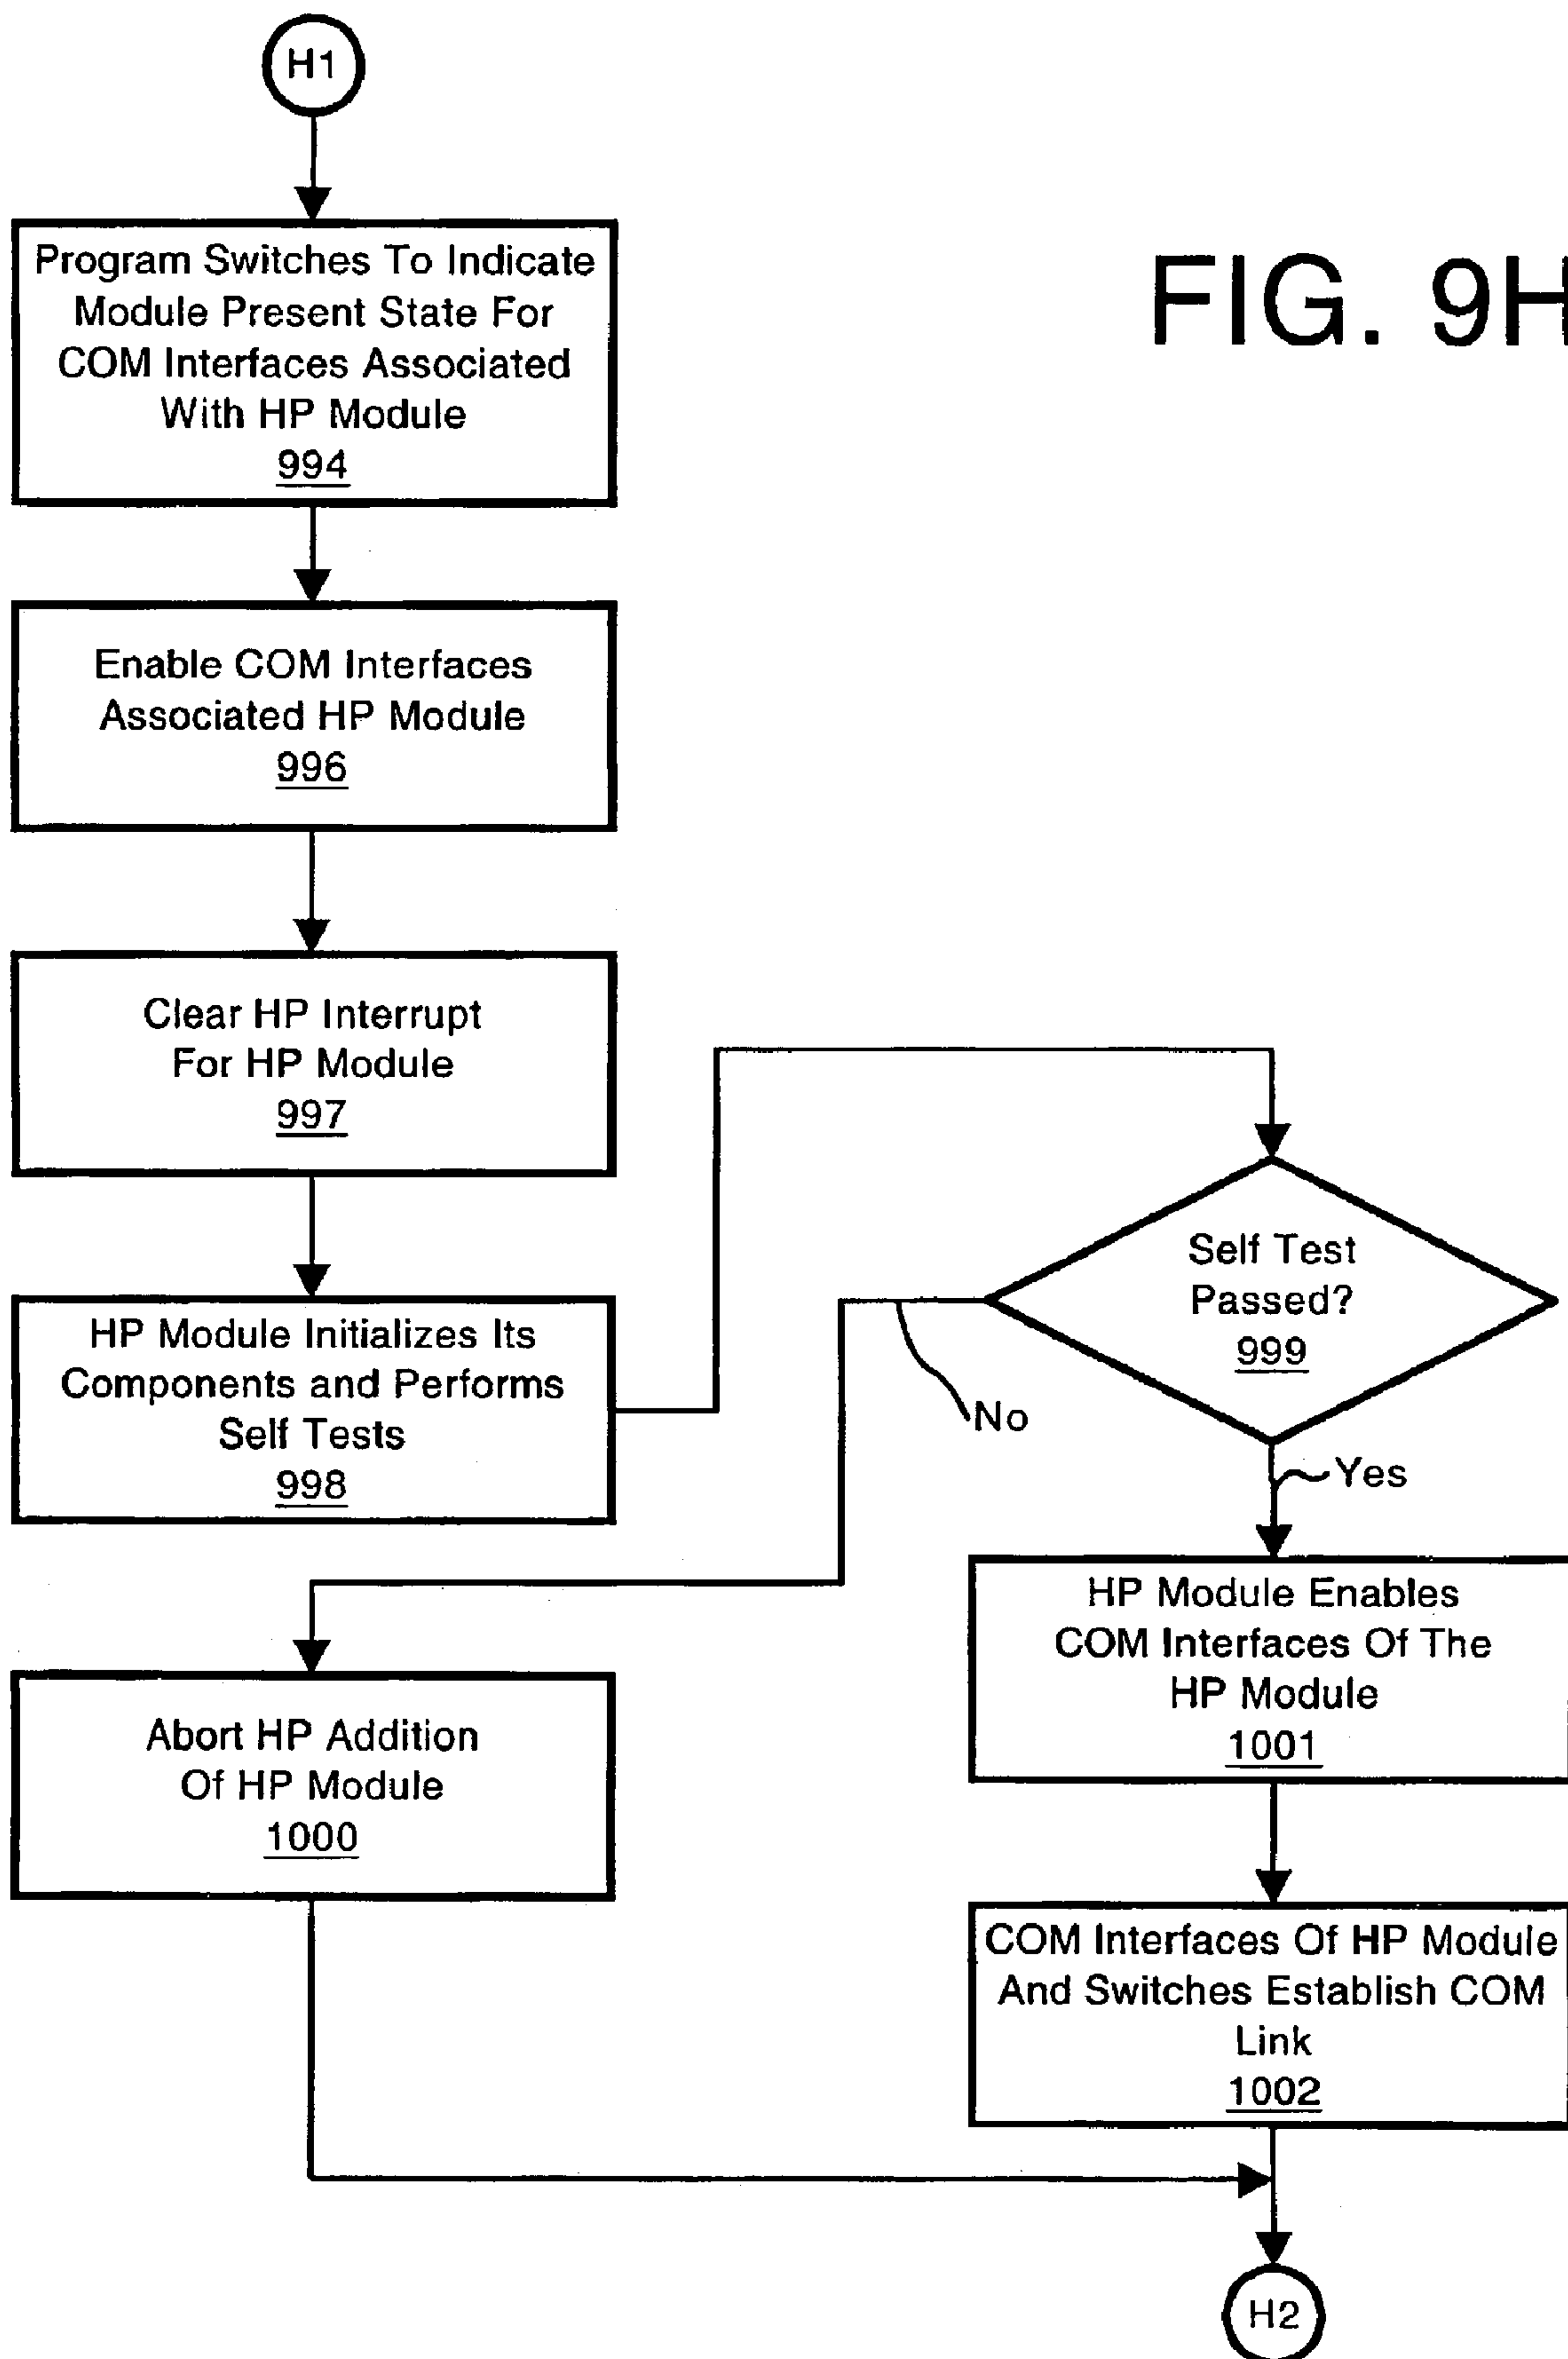 H1
FIG. 9H
Program Switches To Indicate
Module Present State For
COM Interfaces Associated
With HP Module
994
Enable COM Interfaces
Associated HP Module
996
Clear HP Interrupt
For HP Module
997
HP Module Initializes Its
Components and Performs
Self Tests
998
Self Test
Passed?
999
No
Yes
Abort HP Addition
Of HP Module
1000
HP Module Enables
COM Interfaces Of The
HP Module
1001
COM Interfaces Of HP Module
And Switches Establish COM
Link
1002
H2